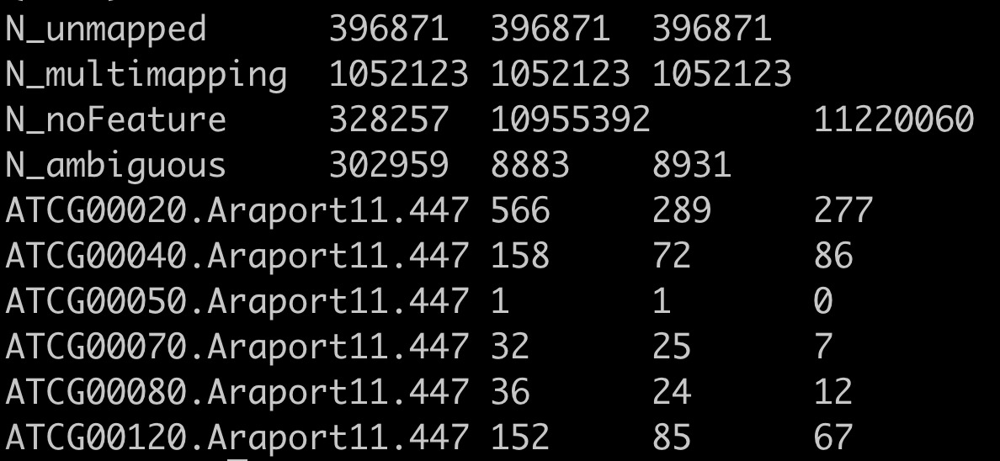 N_unmapped 396871 396871 396871
N_multimapping 1052123 1052123 1052123
N_noFeature 328257 10955392 11220060
N_ambiguous 302959 8883 8931
ATCG00020.Araport11.447 566 289 277
ATCG00040.Araport11.447 158 72 86
ATCG00050.Araport11.447 1 1 0
ATCG00070.Araport11.447 32 25 7
ATCG00080.Araport11.447 36 24 12
ATCG00120.Araport11.447 152 85 67